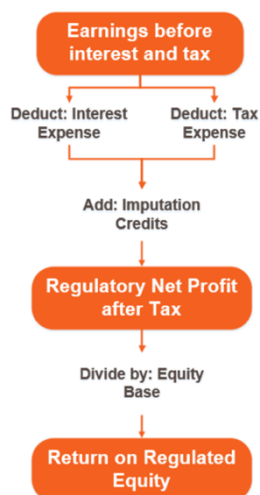 Earnings before
interest and tax
Deduct: Interest
Expense
Deduct: Tax
Expense
Add: Imputation
Credits
Regulatory Net Profit
after Tax
Divide by: Equity
Base
Return on Regulated
Equity